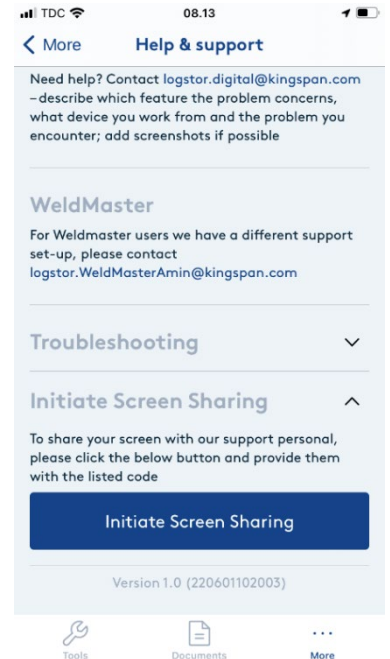 TDC 08.13
More Help & support
Need help? Contact logstor.digital@kingspan.com
– describe which feature the problem concerns,
what device you work from and the problem you
encounter; add screenshots if possible
WeldMaster
For Weldmaster users we have a different support
set-up, please contact
logstor.WeldMasterAmin@kingspan.com
Troubleshooting
Initiate Screen Sharing
To share your screen with our support personal,
please click the below button and provide them
with the listed code
Initiate Screen Sharing
Version 1.0 (220601102003)
Tools Documents More